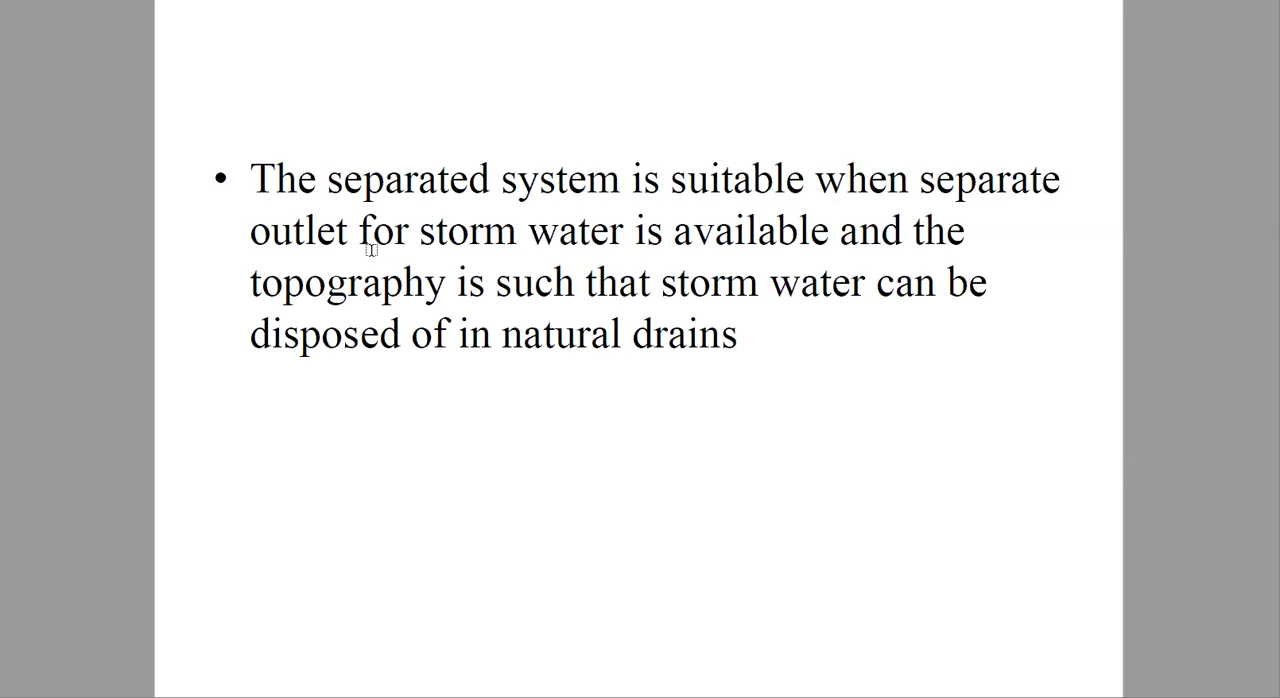 • The separated system is suitable when separate
outlet for storm water is available and the
topography is such that storm water can be
disposed of in natural drains